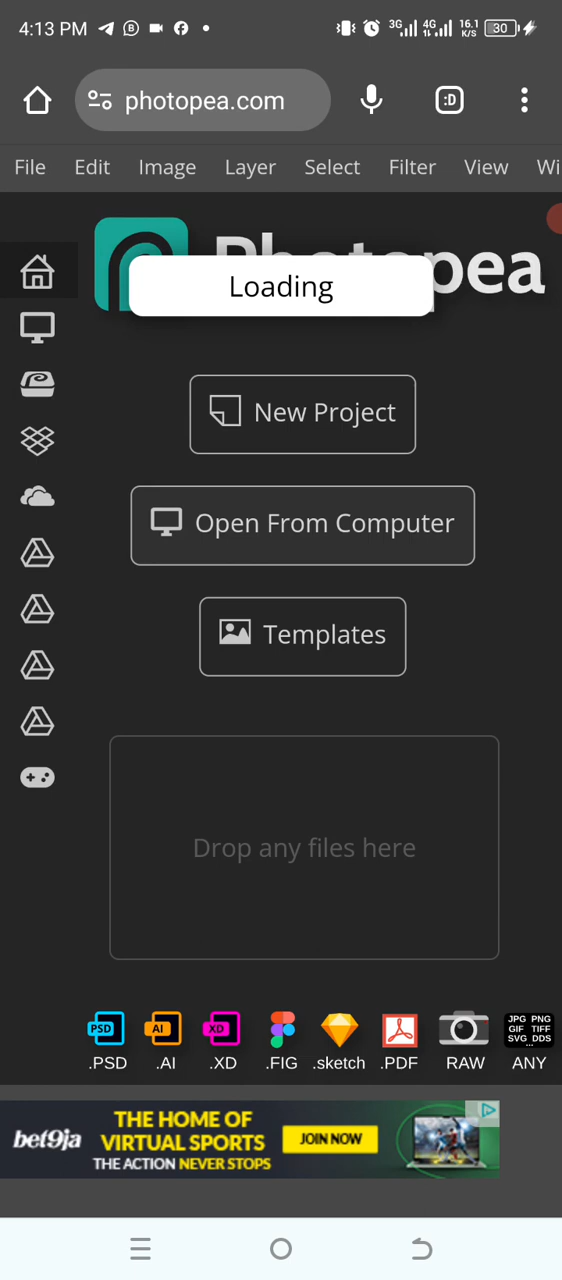 4:13 PM
3G 4G 16.1 K/S 30
photopea.com
:D
File Edit Image Layer Select Filter View Wi
pea
Loading
New Project
Open From Computer
Templates
Drop any files here
PSD AI XD JPG PNG
GIF TIFF
SVG DDS
...
.PSD .AI .XD .FIG .sketch .PDF RAW ANY
bet9ja
THE HOME OF
VIRTUAL SPORTS
THE ACTION NEVER STOPS
JOIN NOW